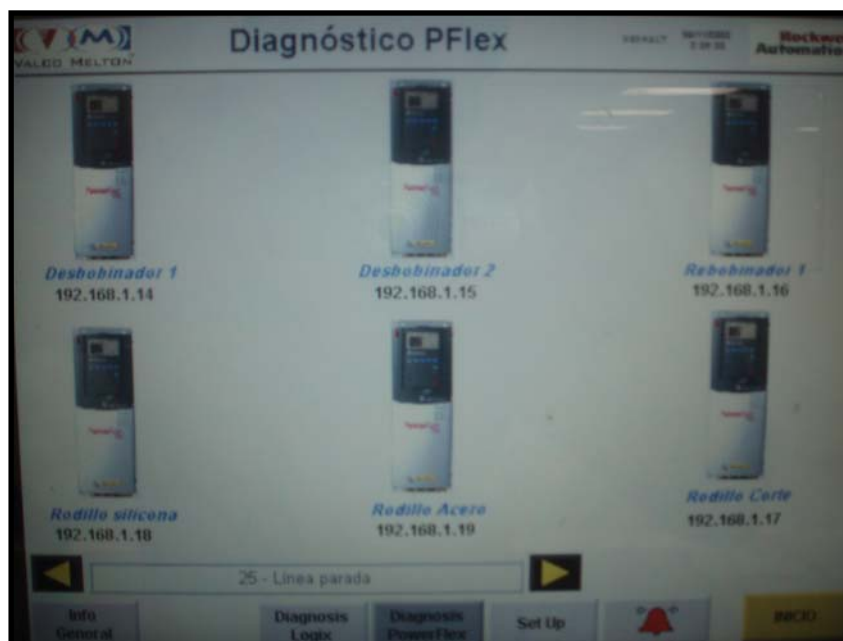 VALCO MELTON
Diagnóstico PFlex
Rockwell
Automation
Desbobinador 1
192.168.1.14
Desbobinador 2
192.168.1.15
Rebobinador 1
192.168.1.16
Rodillo silicona
192.168.1.18
Rodillo Acero
192.168.1.19
Rodillo Corte
192.168.1.17
25 - Linea parada
Info
General
Diagnosis
Logix
Diagnosis
PowerFlex
Set Up
INICIO